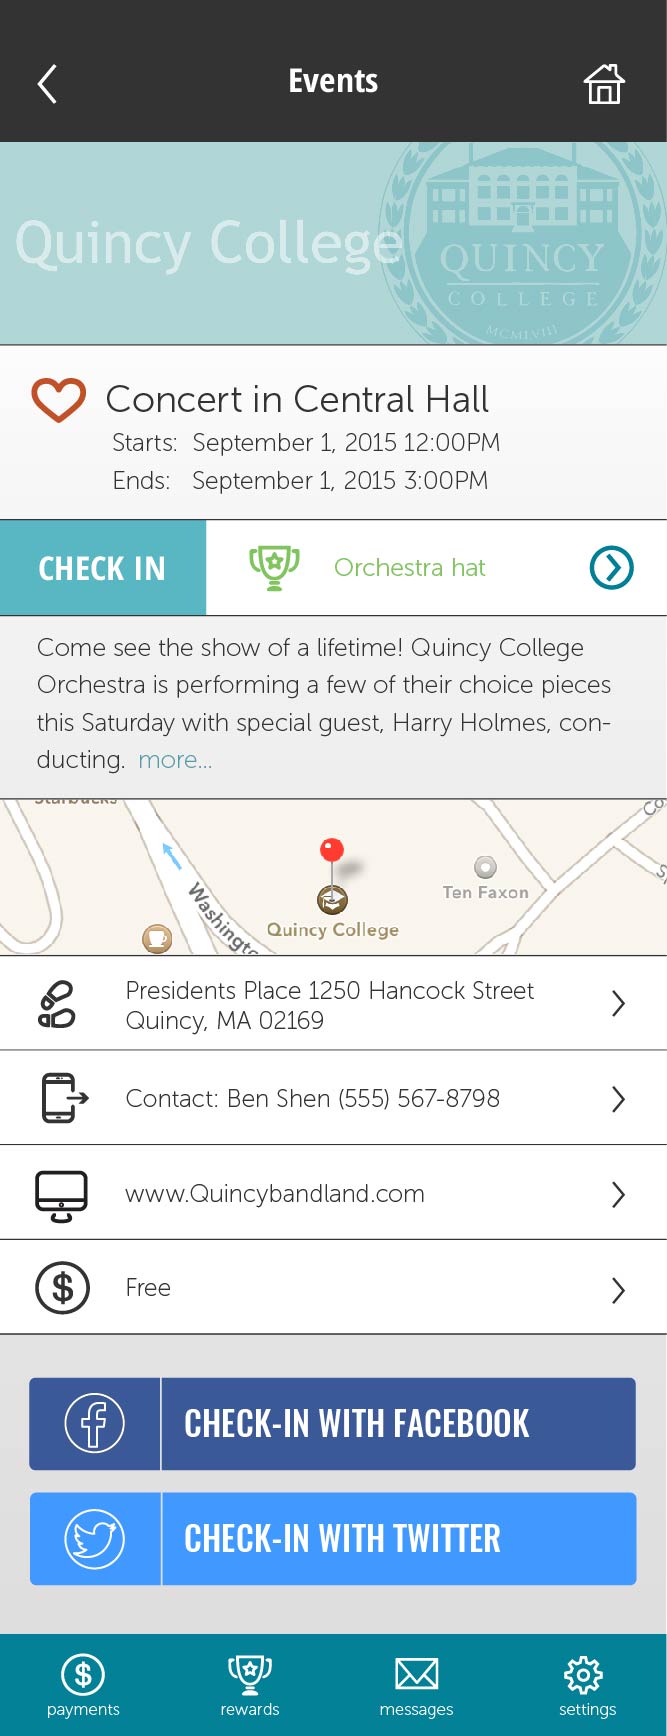 Events
Quincy College
QUINCY
COLLEGE
MCMLVIII
Concert in Central Hall
Starts: September 1, 2015 12:00PM
Ends: September 1, 2015 3:00PM
CHECK IN
Orchestra hat
Come see the show of a lifetime! Quincy College
Orchestra is performing a few of their choice pieces
this Saturday with special guest, Harry Holmes, con-
ducting. more...
Starbucks
Washingto
Ten Faxon
Quincy College
Presidents Place 1250 Hancock Street
Quincy, MA 02169
Contact: Ben Shen (555) 567-8798
www.Quincybandland.com
$ Free
CHECK-IN WITH FACEBOOK
CHECK-IN WITH TWITTER
payments
rewards
messages
settings